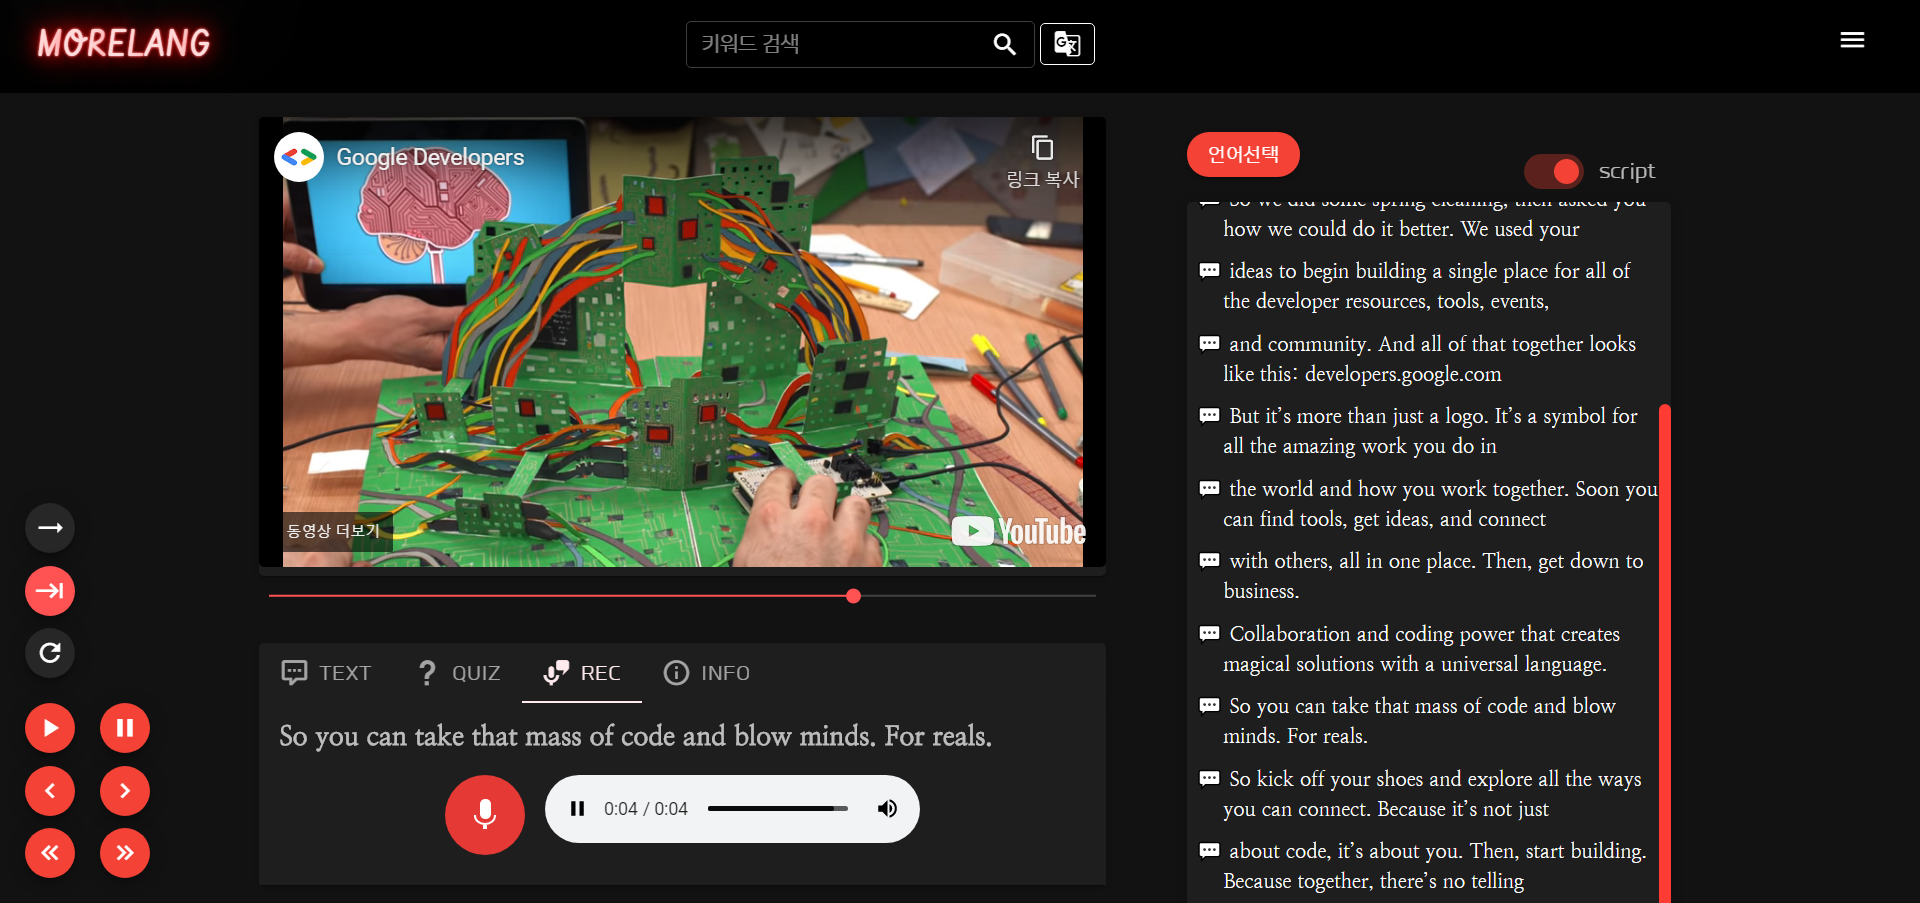 MORELANG
키워드 검색
Google Developers
링크 복사
동영상 더보기
YouTube
TEXT
QUIZ
REC
INFO
So you can take that mass of code and blow minds. For reals.
0:04 / 0:04
언어선택
script
So we did some spring cleaning, then asked you
how we could do it better. We used your
ideas to begin building a single place for all of
the developer resources, tools, events,
and community. And all of that together looks
like this: developers.google.com
But it's more than just a logo. It's a symbol for
all the amazing work you do in
the world and how you work together. Soon you
can find tools, get ideas, and connect
with others, all in one place. Then, get down to
business.
Collaboration and coding power that creates
magical solutions with a universal language.
So you can take that mass of code and blow
minds. For reals.
So kick off your shoes and explore all the ways
you can connect. Because it's not just
about code, it's about you. Then, start building.
Because together, there's no telling